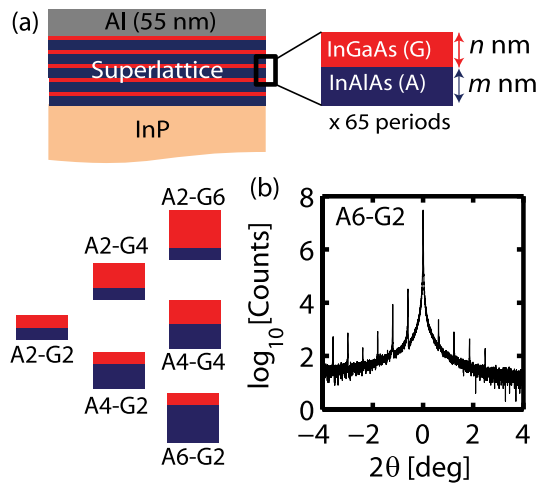 (a)
Al (55 nm)
Superlattice
InP
InGaAs (G)
InAlAs (A)
n nm
m nm
x 65 periods
A2-G6
A2-G4
A2-G2
A4-G4
A4-G2
A6-G2
(b)
A6-G2
log10[Counts]
8
6
4
2
0
−4
−2
0
2
4
2θ [deg]